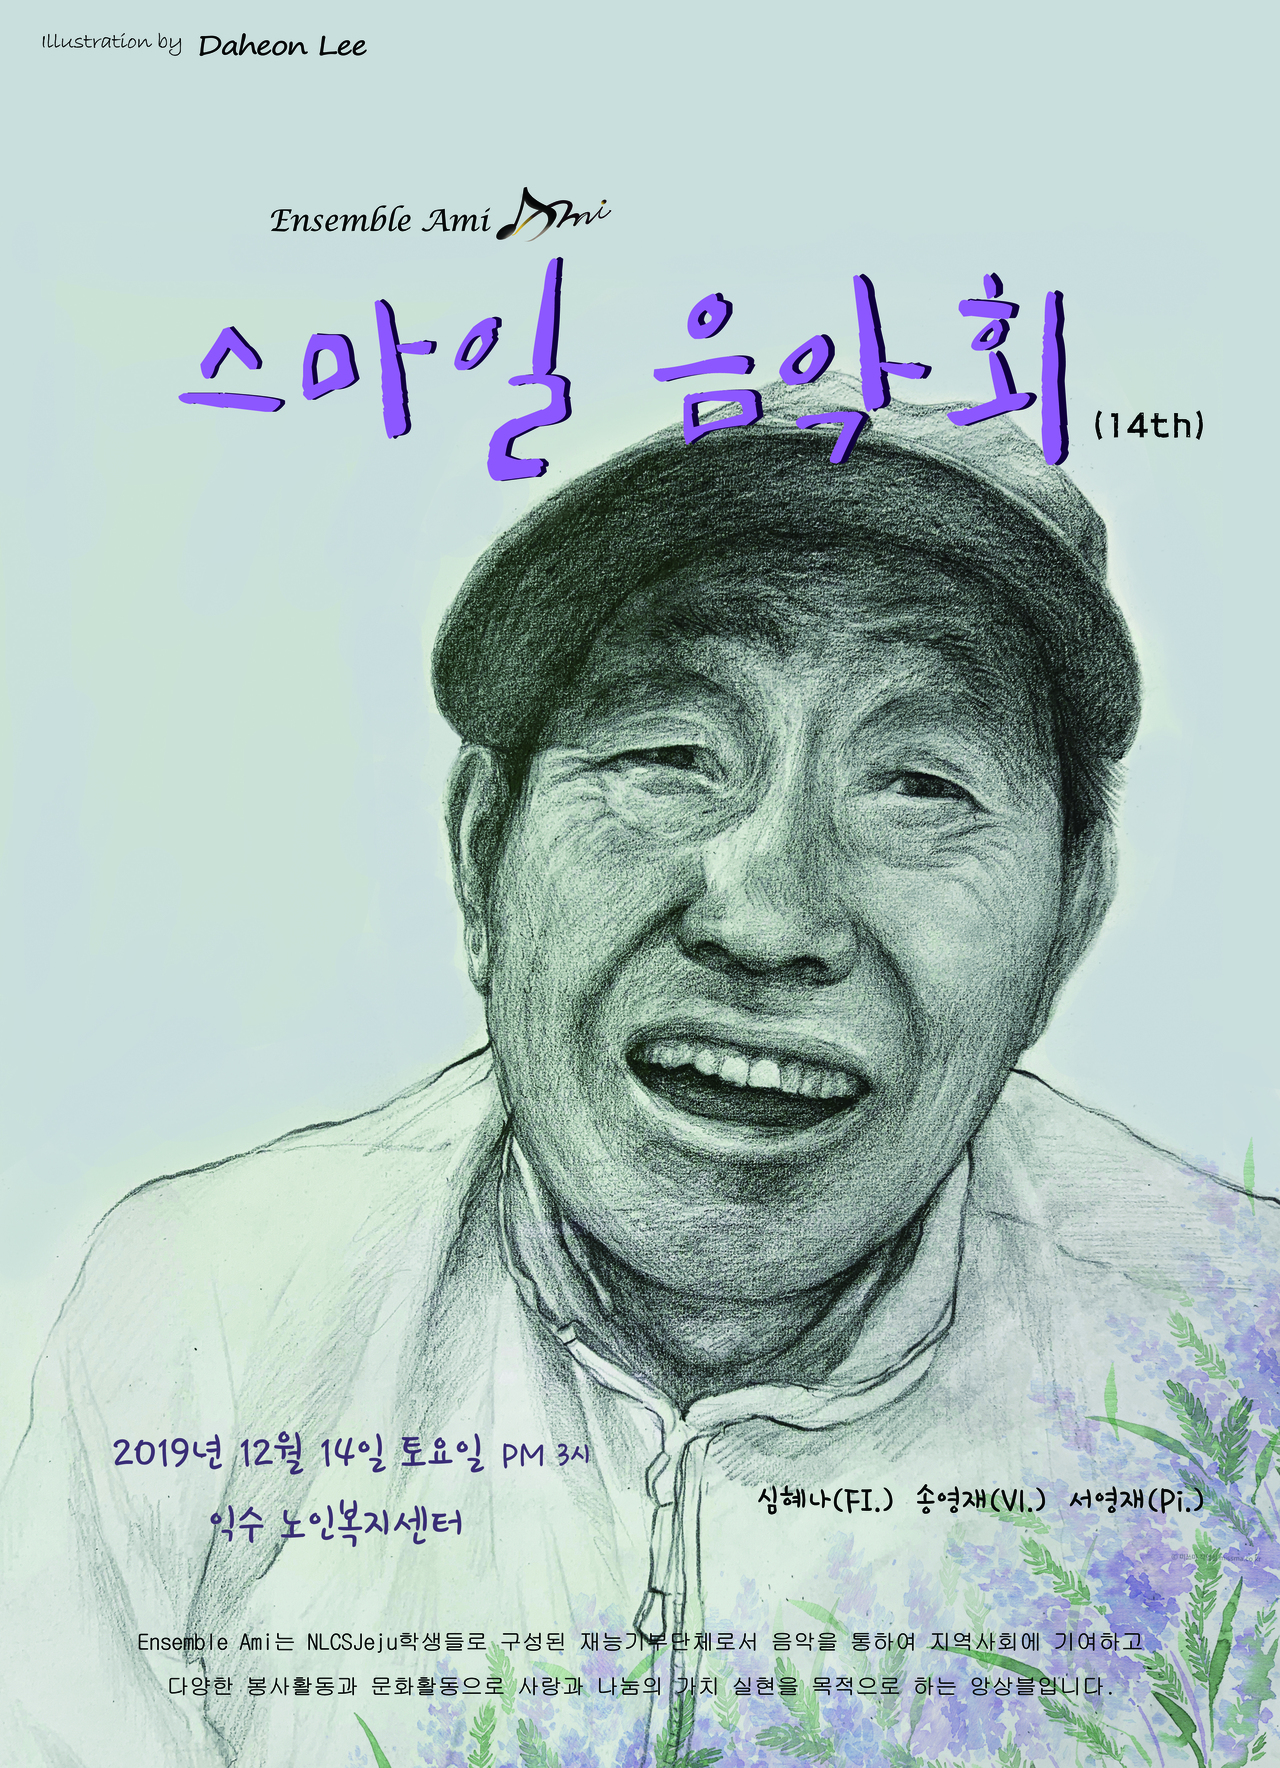 Illustration by Daheon Lee
Ensemble Ami Ami
스마일 음악회
(14th)
2019년 12월 14일 토요일 PM 3시
익수 노인복지센터
심혜나(Fl.) 송영재(Vl.) 서영재(Pi.)
Ensemble Ami는 NLCSJeju학생들로 구성된 재능기부단체로서 음악을 통하여 지역사회에 기여하고
다양한 봉사활동과 문화활동으로 사랑과 나눔의 가치 실현을 목적으로 하는 앙상블입니다.